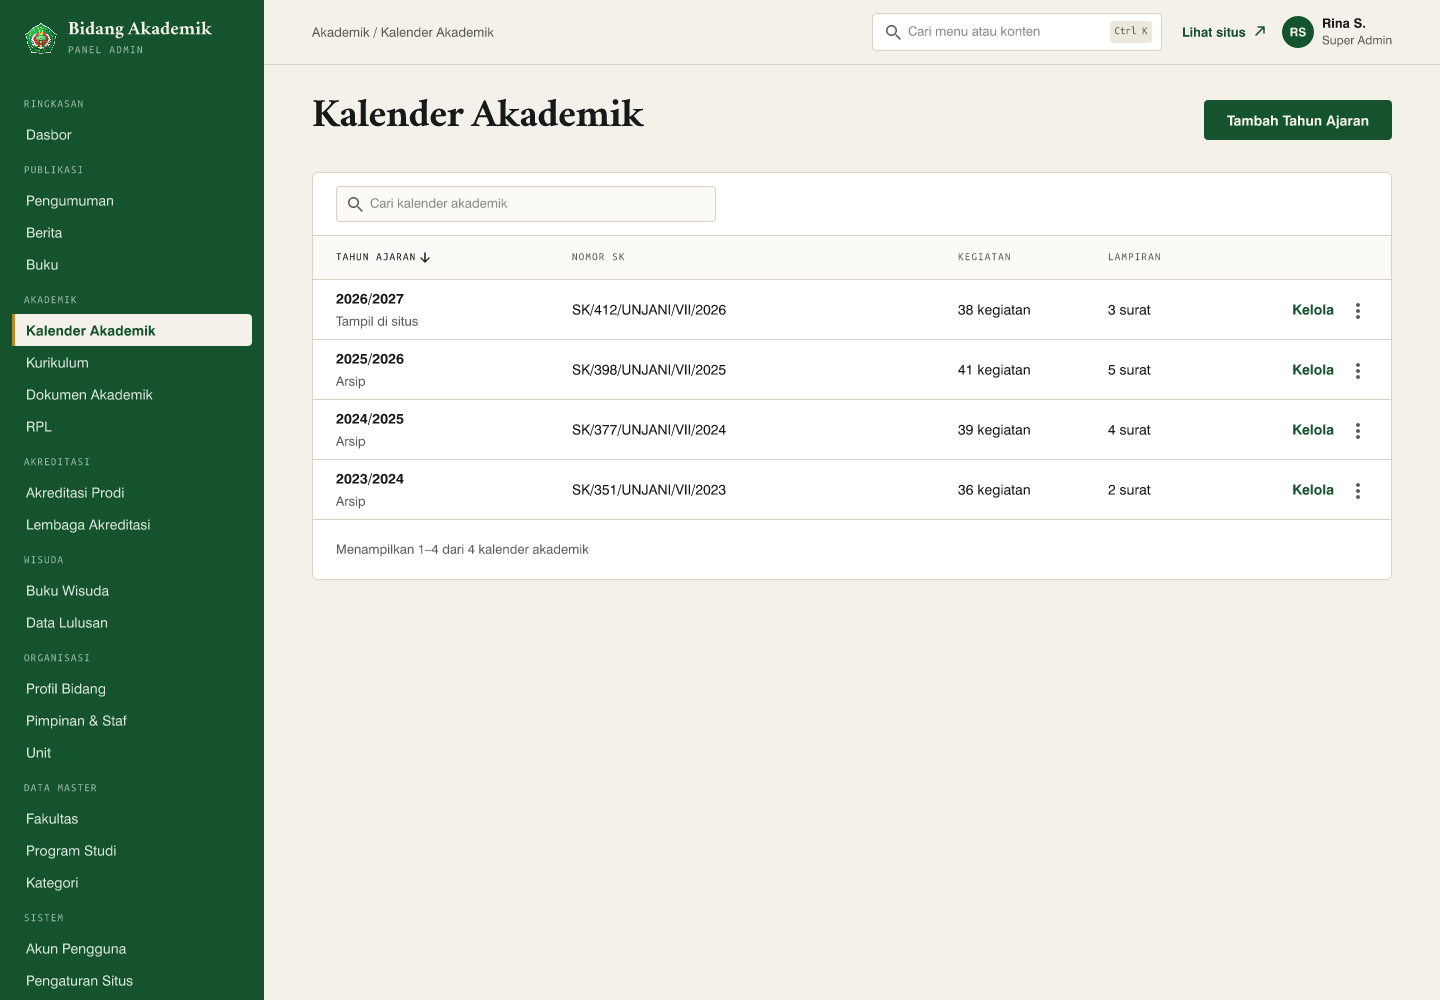 Bidang Akademik
PANEL ADMIN
RINGKASAN
Dasbor
PUBLIKASI
Pengumuman
Berita
Buku
AKADEMIK
Kalender Akademik
Kurikulum
Dokumen Akademik
RPL
AKREDITASI
Akreditasi Prodi
Lembaga Akreditasi
WISUDA
Buku Wisuda
Data Lulusan
ORGANISASI
Profil Bidang
Pimpinan & Staf
Unit
DATA MASTER
Fakultas
Program Studi
Kategori
SISTEM
Akun Pengguna
Pengaturan Situs
Akademik / Kalender Akademik
Cari menu atau konten Ctrl K
Lihat situs
RS
Rina S.
Super Admin
Kalender Akademik
Tambah Tahun Ajaran
Cari kalender akademik
TAHUN AJARAN NOMOR SK KEGIATAN LAMPIRAN
2026/2027
Tampil di situs
SK/412/UNJANI/VII/2026 38 kegiatan 3 surat Kelola
2025/2026
Arsip
SK/398/UNJANI/VII/2025 41 kegiatan 5 surat Kelola
2024/2025
Arsip
SK/377/UNJANI/VII/2024 39 kegiatan 4 surat Kelola
2023/2024
Arsip
SK/351/UNJANI/VII/2023 36 kegiatan 2 surat Kelola
Menampilkan 1–4 dari 4 kalender akademik